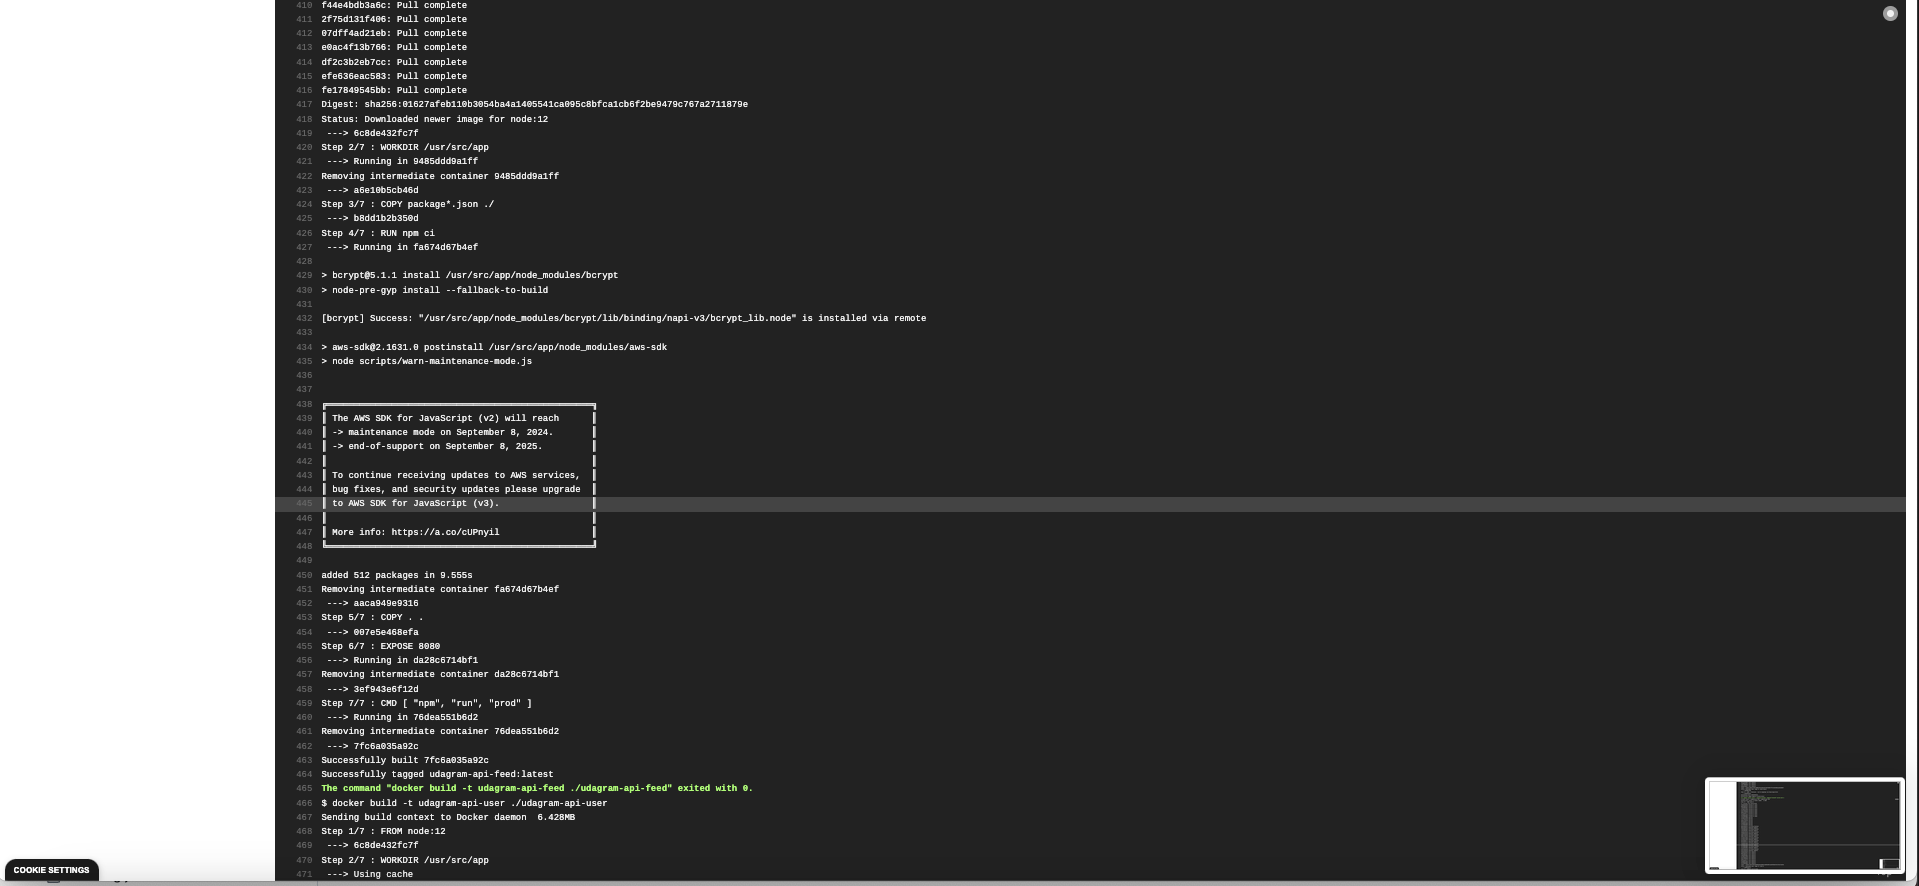 410 f44e4bdb3a6c: Pull complete
411 2f75d131f406: Pull complete
412 07dff4ad21eb: Pull complete
413 e0ac4f13b766: Pull complete
414 df2c3b2eb7cc: Pull complete
415 efe636eac583: Pull complete
416 fe17849545bb: Pull complete
417 Digest: sha256:01627afeb110b3054ba4a1405541ca095c8bfca1cb6f2be9479c767a2711879e
418 Status: Downloaded newer image for node:12
419 ---> 6c8de432fc7f
420 Step 2/7 : WORKDIR /usr/src/app
421 ---> Running in 9485ddd9a1ff
422 Removing intermediate container 9485ddd9a1ff
423 ---> a6e10b5cb46d
424 Step 3/7 : COPY package*.json ./
425 ---> b8dd1b2b350d
426 Step 4/7 : RUN npm ci
427 ---> Running in fa674d67b4ef
428
429 > bcrypt@5.1.1 install /usr/src/app/node_modules/bcrypt
430 > node-pre-gyp install --fallback-to-build
431
432 [bcrypt] Success: "/usr/src/app/node_modules/bcrypt/lib/binding/napi-v3/bcrypt_lib.node" is installed via remote
433
434 > aws-sdk@2.1631.0 postinstall /usr/src/app/node_modules/aws-sdk
435 > node scripts/warn-maintenance-mode.js
436
437
438
439 The AWS SDK for JavaScript (v2) will reach
440 -> maintenance mode on September 8, 2024.
441 -> end-of-support on September 8, 2025.
442
443 To continue receiving updates to AWS services,
444 bug fixes, and security updates please upgrade
445 to AWS SDK for JavaScript (v3).
446
447 More info: https://a.co/cUPnyil
448
449
450 added 512 packages in 9.555s
451 Removing intermediate container fa674d67b4ef
452 ---> aaca949e9316
453 Step 5/7 : COPY . .
454 ---> 007e5e468efa
455 Step 6/7 : EXPOSE 8080
456 ---> Running in da28c6714bf1
457 Removing intermediate container da28c6714bf1
458 ---> 3ef943e6f12d
459 Step 7/7 : CMD [ "npm", "run", "prod" ]
460 ---> Running in 76dea551b6d2
461 Removing intermediate container 76dea551b6d2
462 ---> 7fc6a035a92c
463 Successfully built 7fc6a035a92c
464 Successfully tagged udagram-api-feed:latest
465 The command "docker build -t udagram-api-feed ./udagram-api-feed" exited with 0.
466 $ docker build -t udagram-api-user ./udagram-api-user
467 Sending build context to Docker daemon  6.428MB
468 Step 1/7 : FROM node:12
469 ---> 6c8de432fc7f
470 Step 2/7 : WORKDIR /usr/src/app
471 ---> Using cache
COOKIE SETTINGS